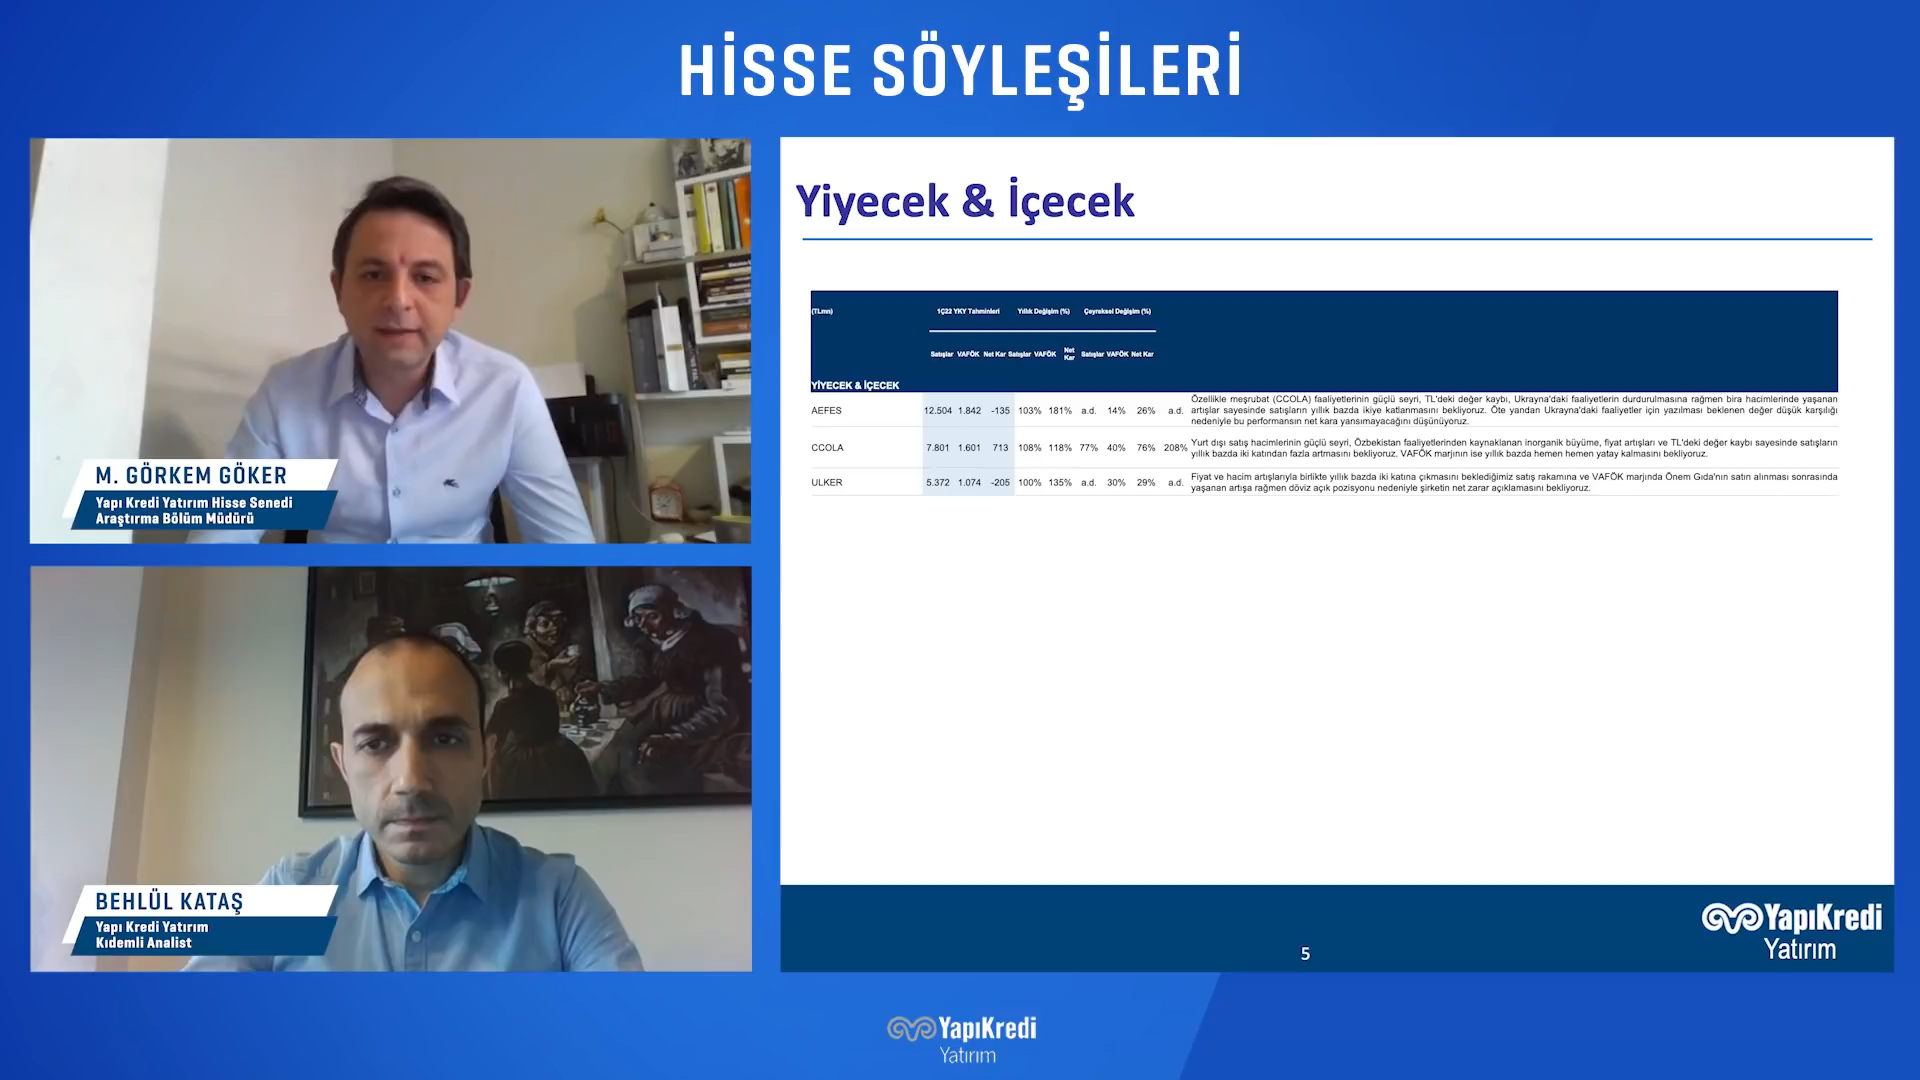 HİSSE SÖYLEŞİLERİ
M. GÖRKEM GÖKER
Yapı Kredi Yatırım Hisse Senedi
Araştırma Bölüm Müdürü
BEHLÜL KATAŞ
Yapı Kredi Yatırım
Kıdemli Analist
Yiyecek & İçecek
(TLmn) 1Ç22 YKY Tahminleri Yıllık Değişim (%) Çeyreksel Değişim (%)
Satışlar VAFÖK Net Kar Satışlar VAFÖK Net Kar Satışlar VAFÖK Net Kar
YİYECEK & İÇECEK
AEFES 12.504 1.842 -135 103% 181% a.d. 14% 26% a.d.
Özellikle meşrubat (CCOLA) faaliyetlerinin güçlü seyri, TL'deki değer kaybı, Ukrayna'daki faaliyetlerin durdurulmasına rağmen bira hacimlerinde yaşanan
artışlar sayesinde satışların yıllık bazda ikiye katlanmasını bekliyoruz. Öte yandan Ukrayna'daki faaliyetler için yazılması beklenen değer düşük karşılığı
nedeniyle bu performansın net kara yansımayacağını düşünüyoruz.
CCOLA 7.801 1.601 713 108% 118% 77% 40% 76% 208%
Yurt dışı satış hacimlerinin güçlü seyri, Özbekistan faaliyetlerinden kaynaklanan inorganik büyüme, fiyat artışları ve TL'deki değer kaybı sayesinde satışların
yıllık bazda iki katından fazla artmasını bekliyoruz. VAFÖK marjının ise yıllık bazda hemen hemen yatay kalmasını bekliyoruz.
ULKER 5.372 1.074 -205 100% 135% a.d. 30% 29% a.d.
Fiyat ve hacim artışlarıyla birlikte yıllık bazda iki katına çıkmasını beklediğimiz satış rakamına ve VAFÖK marjında Önem Gıda'nın satın alınması sonrasında
yaşanan artışa rağmen döviz açık pozisyonu nedeniyle şirketin net zarar açıklamasını bekliyoruz.
5
YapıKredi
Yatırım
YapıKredi
Yatırım